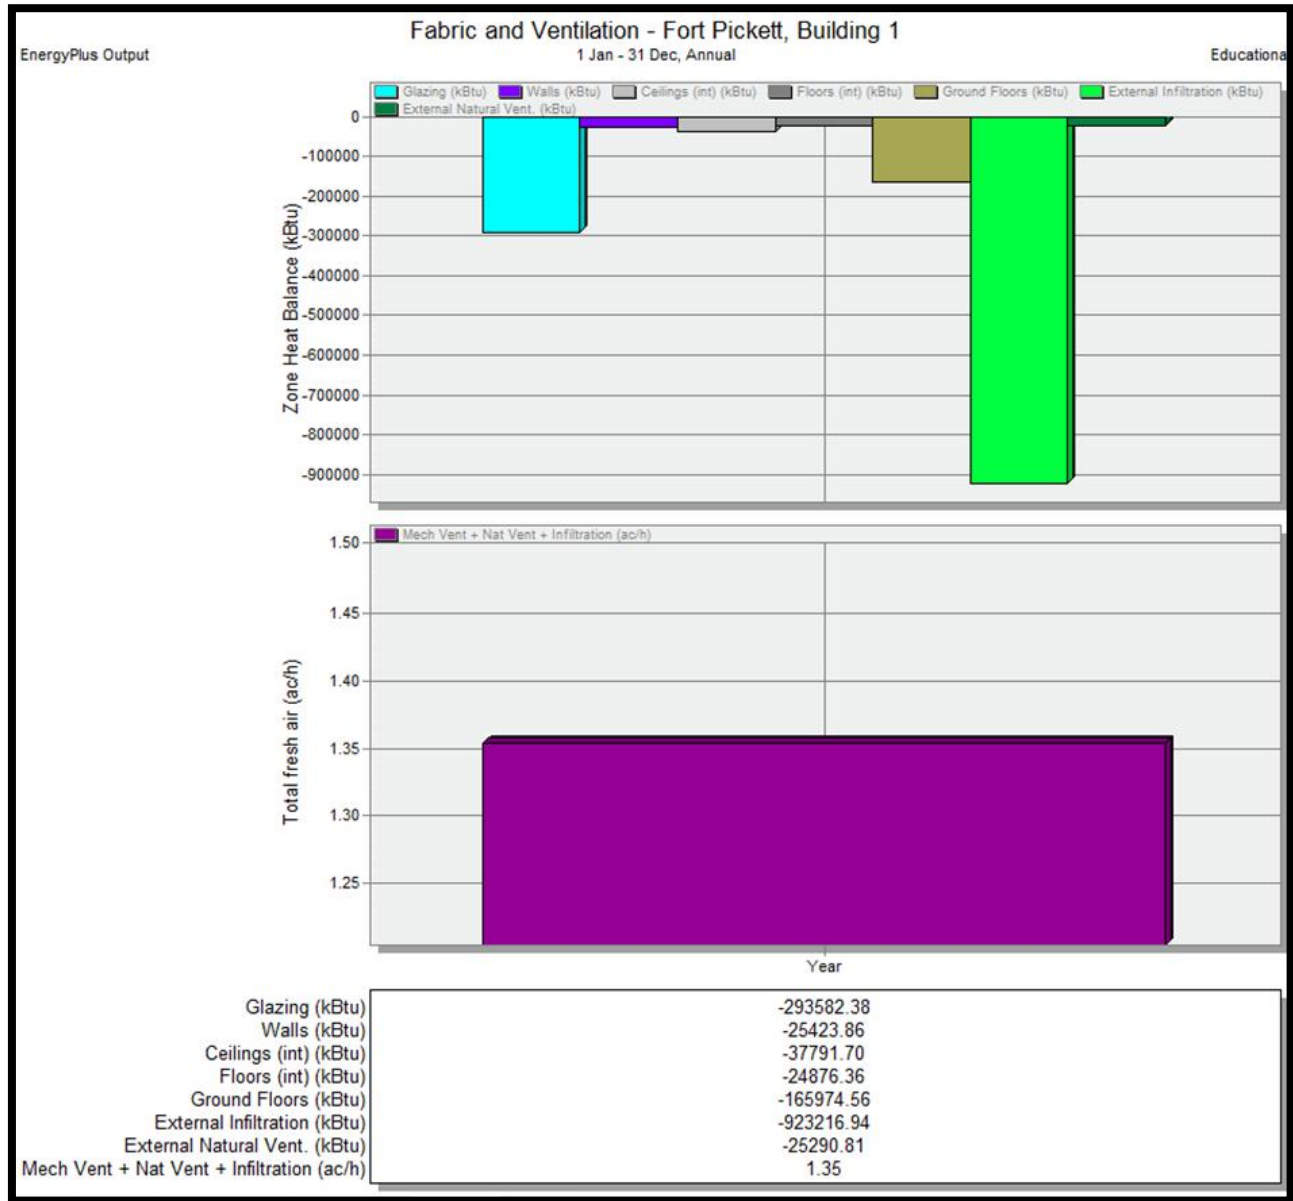 Fabric and Ventilation - Fort Pickett, Building 1
EnergyPlus Output 1 Jan - 31 Dec, Annual Educationa
Glazing (kBtu) Walls (kBtu) Ceilings (int) (kBtu) Floors (int) (kBtu) Ground Floors (kBtu) External Infiltration (kBtu)
External Natural Vent. (kBtu)
0
-100000
-200000
-300000
-400000
-500000
-600000
-700000
-800000
-900000
Zone Heat Balance (kBtu)
Mech Vent + Nat Vent + Infiltration (ac/h)
1.50
1.45
1.40
1.35
1.30
1.25
Total fresh air (ac/h)
Year
Glazing (kBtu) -293582.38
Walls (kBtu) -25423.86
Ceilings (int) (kBtu) -37791.70
Floors (int) (kBtu) -24876.36
Ground Floors (kBtu) -165974.56
External Infiltration (kBtu) -923216.94
External Natural Vent. (kBtu) -25290.81
Mech Vent + Nat Vent + Infiltration (ac/h) 1.35